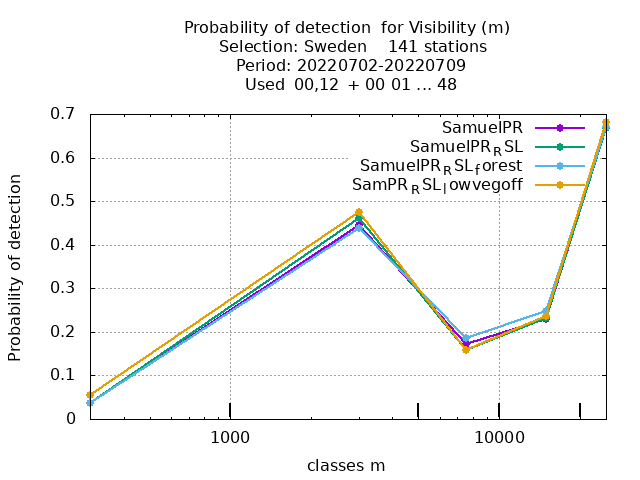 Probability of detection for Visibility (m)
Selection: Sweden 141 stations
Period: 20220702-20220709
Used 00,12 + 00 01 ... 48
0.7
0.6
0.5
0.4
0.3
0.2
0.1
0
Probability of detection
SamuelPR
SamuelPR_RSL
SamuelPR_RSL_forest
SamPR_RSL_lowvegoff
1000
10000
classes m